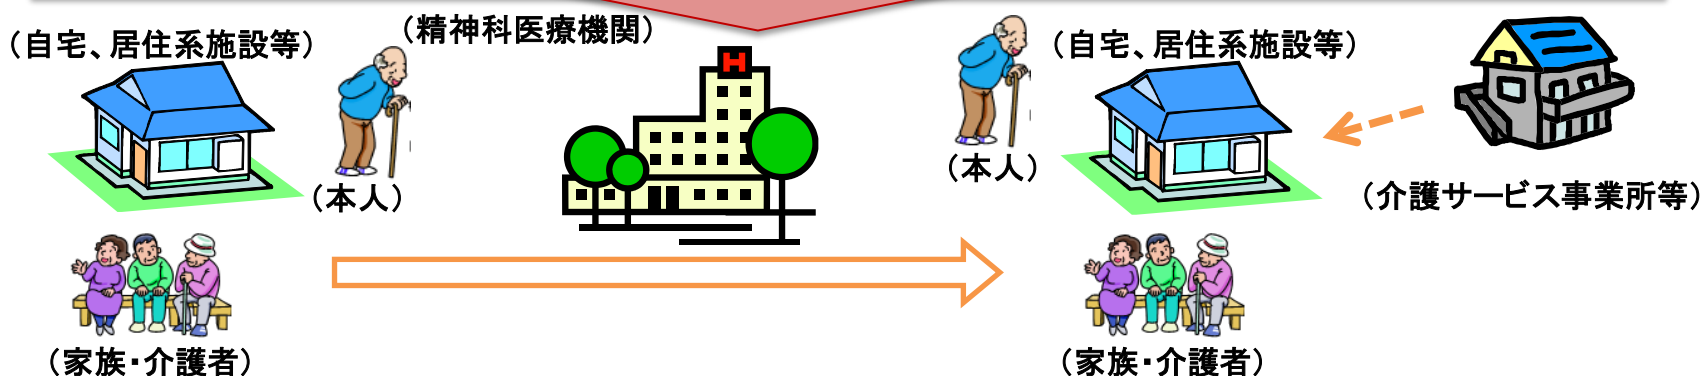 （自宅、居住系施設等）
（精神科医療機関）
（自宅、居住系施設等）
H
（本人）
（本人）
（介護サービス事業所等）
（家族・介護者）
（家族・介護者）